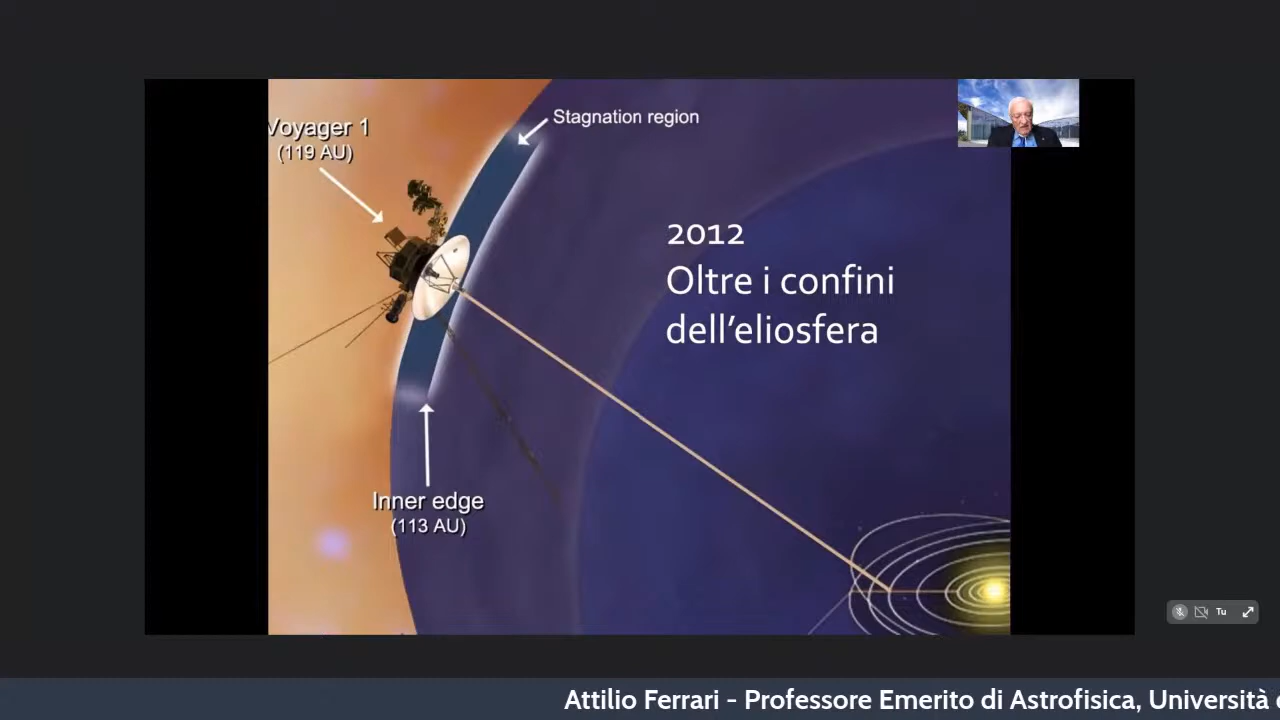 Stagnation region
Voyager 1
(119 AU)
2012
Oltre i confini
dell’eliosfera
Inner edge
(113 AU)
Tu
Attilio Ferrari - Professore Emerito di Astrofisica, Università